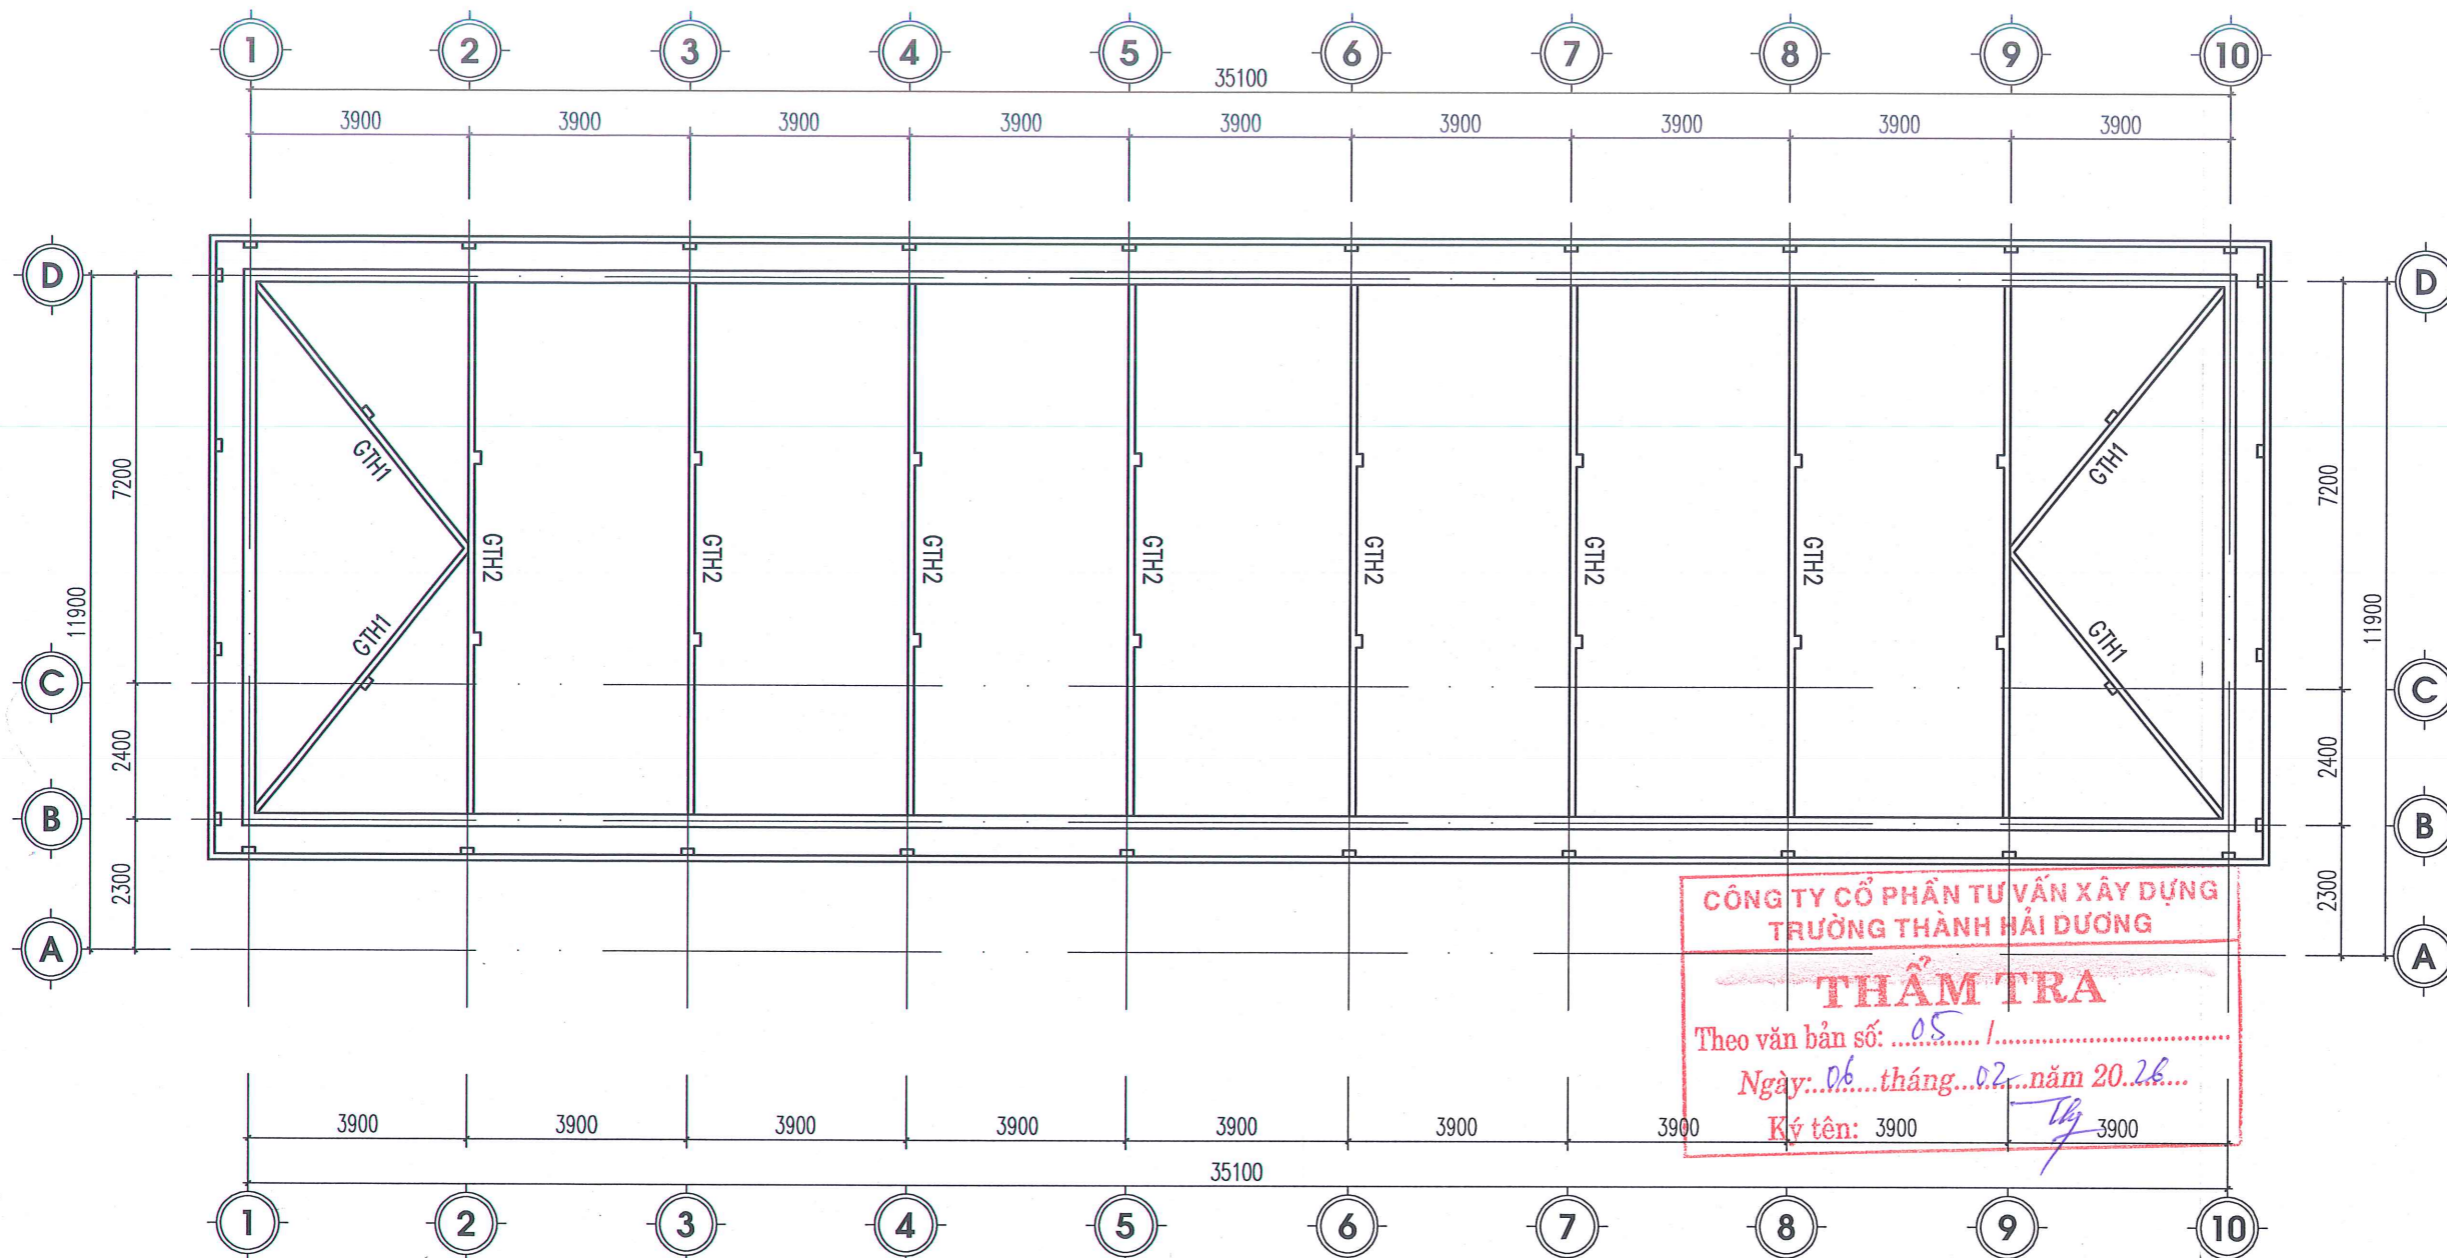 1 2 3 4 5 6 7 8 9 10
35100
3900 3900 3900 3900 3900 3900 3900 3900 3900
D D
7200 7200
GTH1 GTH1
GTH2 GTH2 GTH2 GTH2 GTH2 GTH2 GTH2
11900 11900
GTH1 GTH1
C C
2400 2400
B B
2300 2300
A A
CÔNG TY CỔ PHẦN TƯ VẤN XÂY DỰNG
TRƯỜNG THÀNH HẢI DƯƠNG
THẨM TRA
Theo văn bản số: 05 /
Ngày: 06 tháng 02 năm 2026
Ký tên:
3900 3900 3900 3900 3900 3900 3900 3900 3900
35100
1 2 3 4 5 6 7 8 9 10